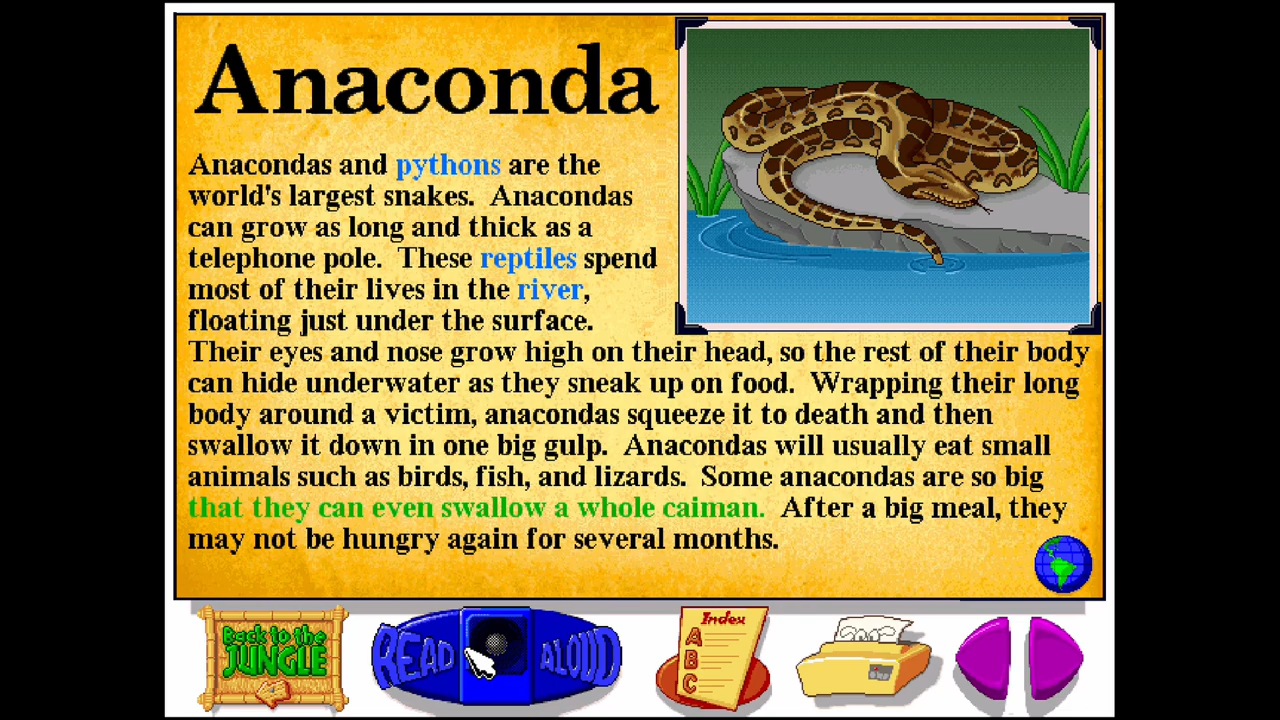 Anaconda
Anacondas and pythons are the
world's largest snakes. Anacondas
can grow as long and thick as a
telephone pole. These reptiles spend
most of their lives in the river,
floating just under the surface.
Their eyes and nose grow high on their head, so the rest of their body
can hide underwater as they sneak up on food. Wrapping their long
body around a victim, anacondas squeeze it to death and then
swallow it down in one big gulp. Anacondas will usually eat small
animals such as birds, fish, and lizards. Some anacondas are so big
that they can even swallow a whole caiman. After a big meal, they
may not be hungry again for several months.
Back to the
JUNGLE
READ ALOUD
Index
A
B
C